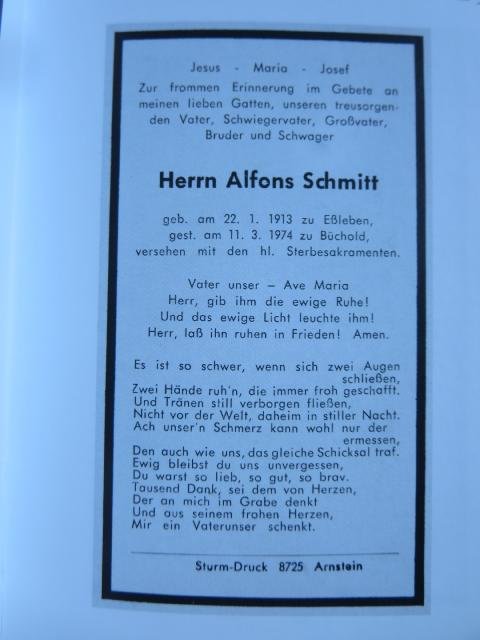 Jesus - Maria - Josef
Zur frommen Erinnerung im Gebete an
meinen lieben Gatten, unseren treusorgen-
den Vater, Schwiegervater, Großvater,
Bruder und Schwager
Herrn Alfons Schmitt
geb. am 22. 1. 1913 zu Eßleben,
gest. am 11. 3. 1974 zu Büchold,
versehen mit den hl. Sterbesakramenten.
Vater unser – Ave Maria
Herr, gib ihm die ewige Ruhe!
Und das ewige Licht leuchte ihm!
Herr, laß ihn ruhen in Frieden! Amen.
Es ist so schwer, wenn sich zwei Augen
schließen,
Zwei Hände ruh'n, die immer froh geschafft.
Und Tränen still verborgen fließen,
Nicht vor der Welt, daheim in stiller Nacht.
Ach unser'n Schmerz kann wohl nur der
ermessen,
Den auch wie uns, das gleiche Schicksal traf.
Ewig bleibst du uns unvergessen,
Du warst so lieb, so gut, so brav.
Tausend Dank, sei dem von Herzen,
Der an mich im Grabe denkt
Und aus seinem frohen Herzen,
Mir ein Vaterunser schenkt.
Sturm-Druck 8725 Arnstein